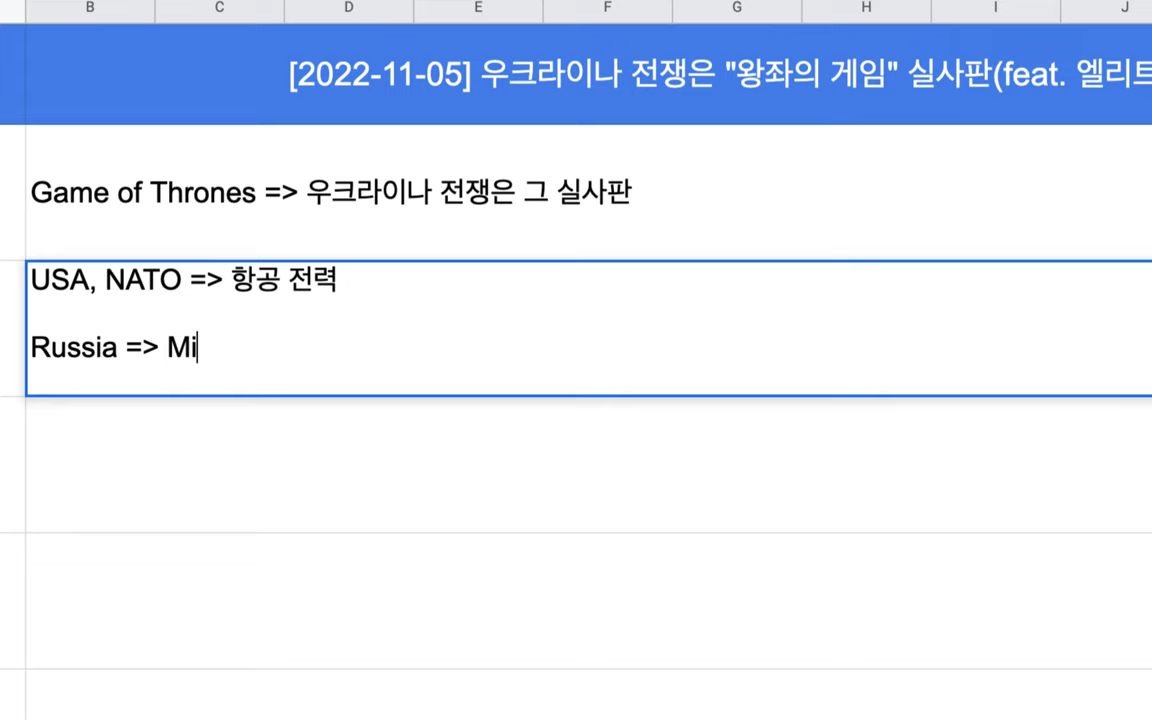 B C D E F G H I J
[2022-11-05] 우크라이나 전쟁은 "왕좌의 게임" 실사판(feat. 엘리트
Game of Thrones => 우크라이나 전쟁은 그 실사판
USA, NATO => 항공 전력
Russia => Mi